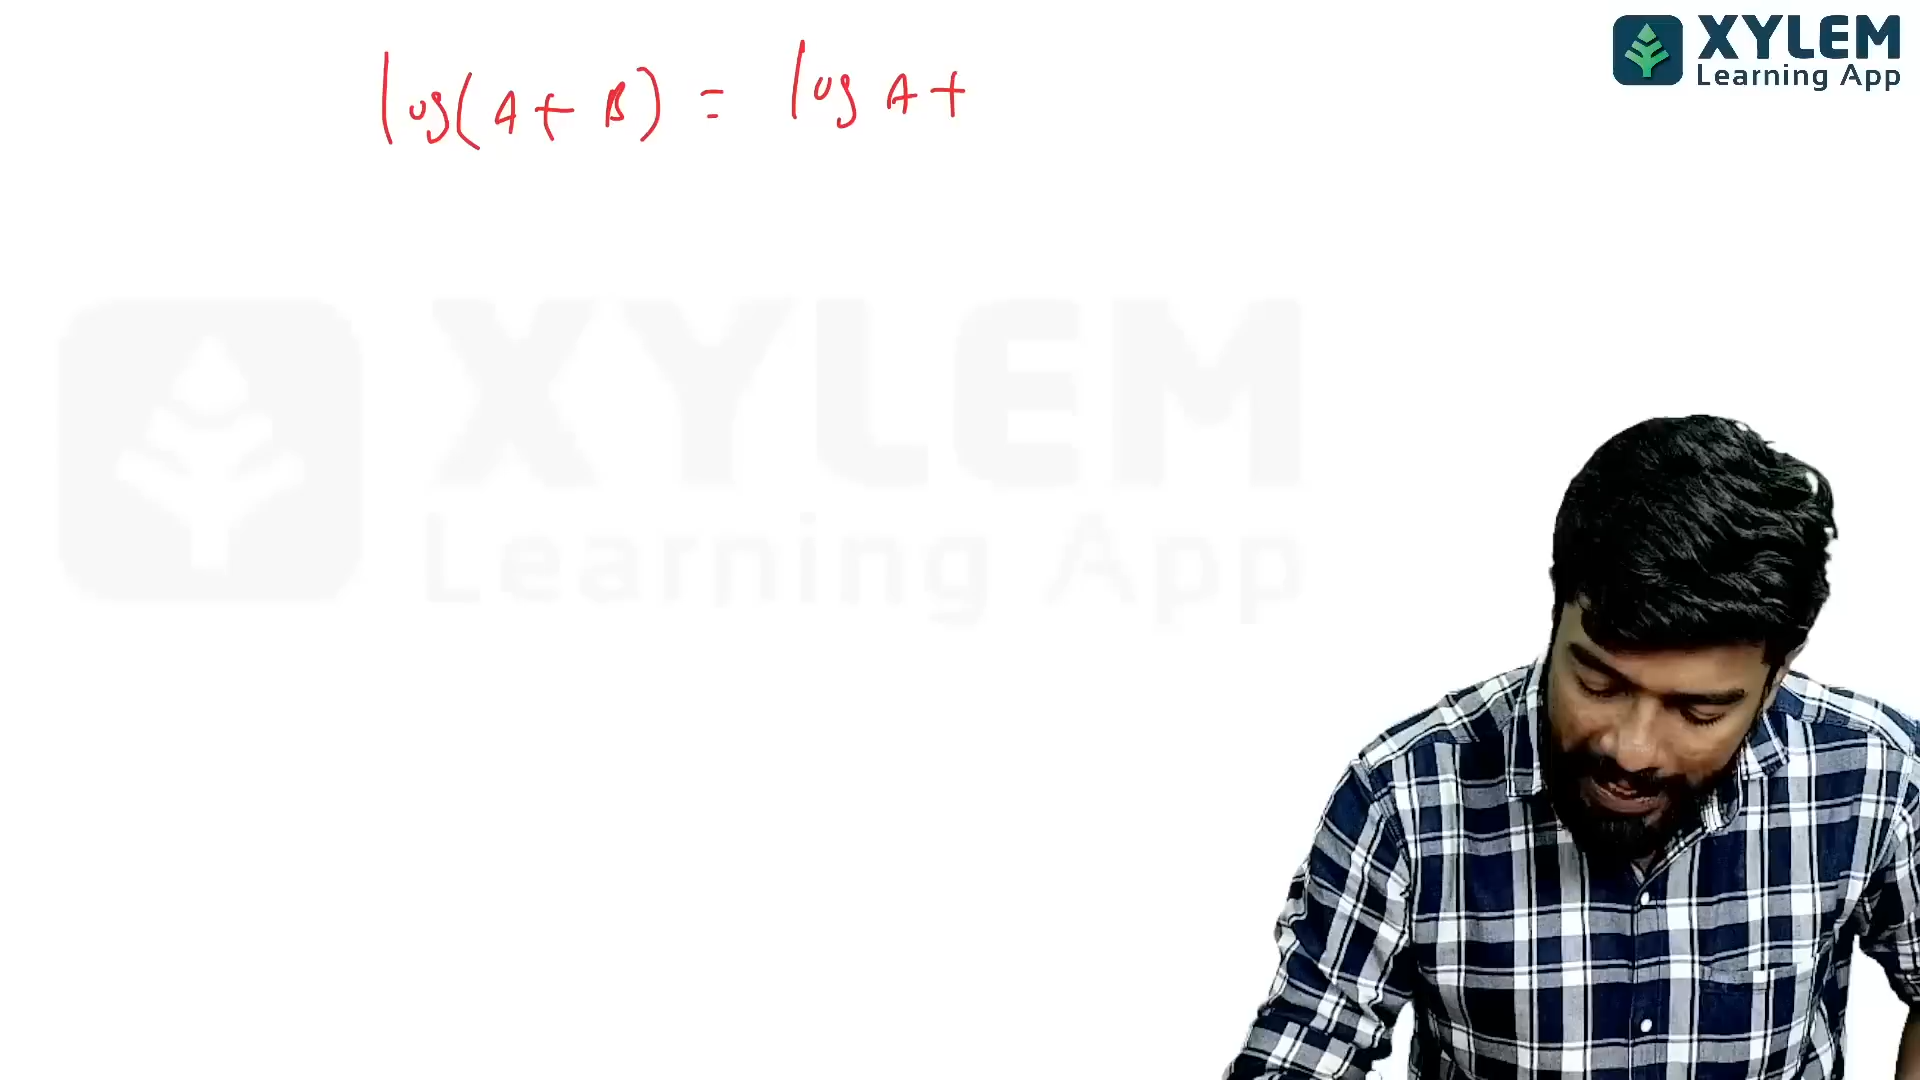 log(A + B) = log A +
XYLEM
Learning App
XYLEM
Learning App